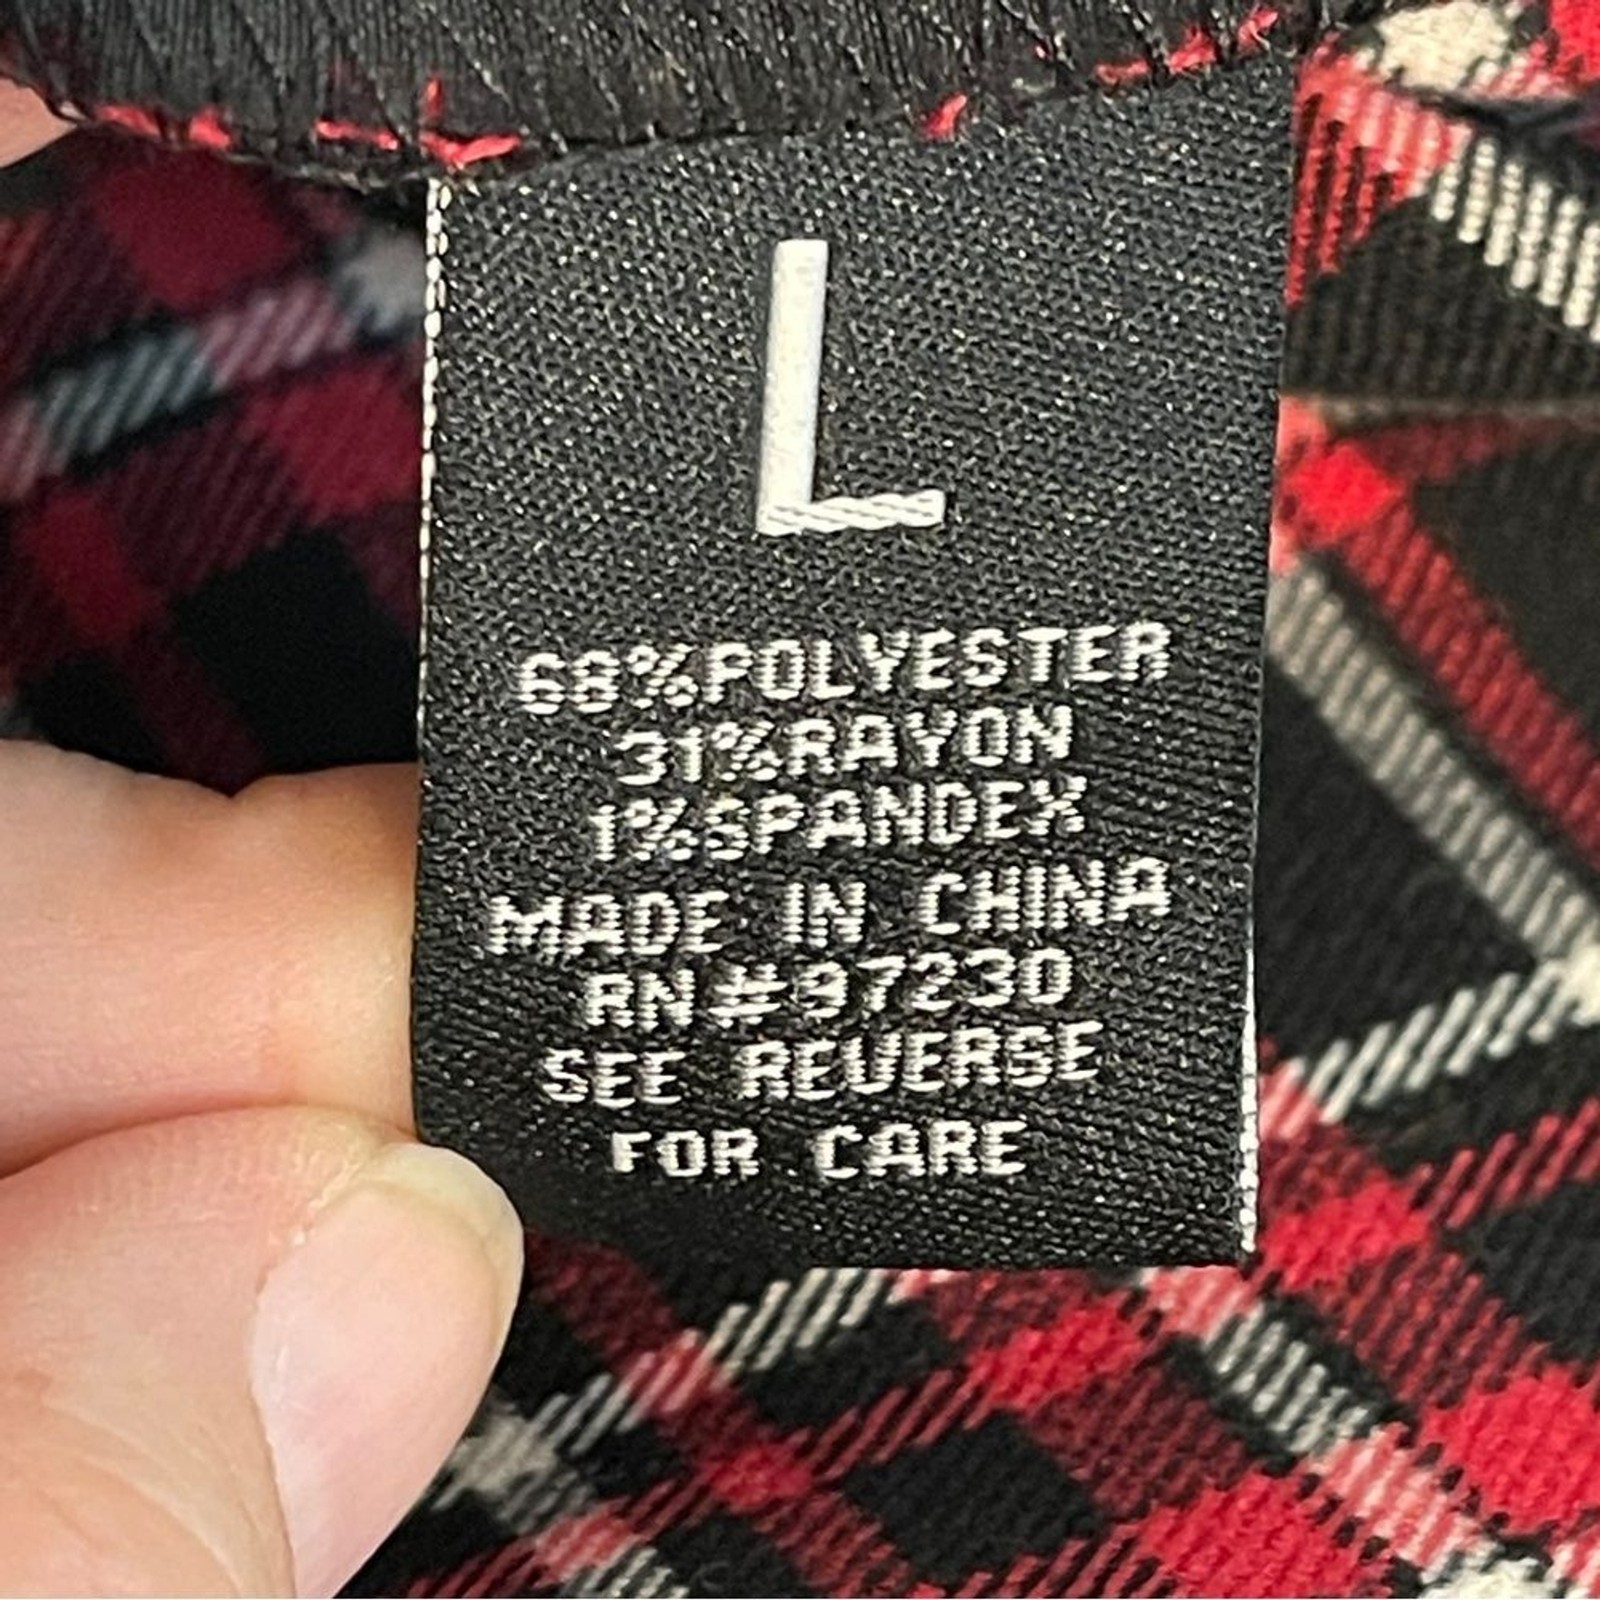 L
68%POLYESTER
31%RAYON
1%SPANDEX
MADE IN CHINA
RN#97230
SEE REVERSE
FOR CARE